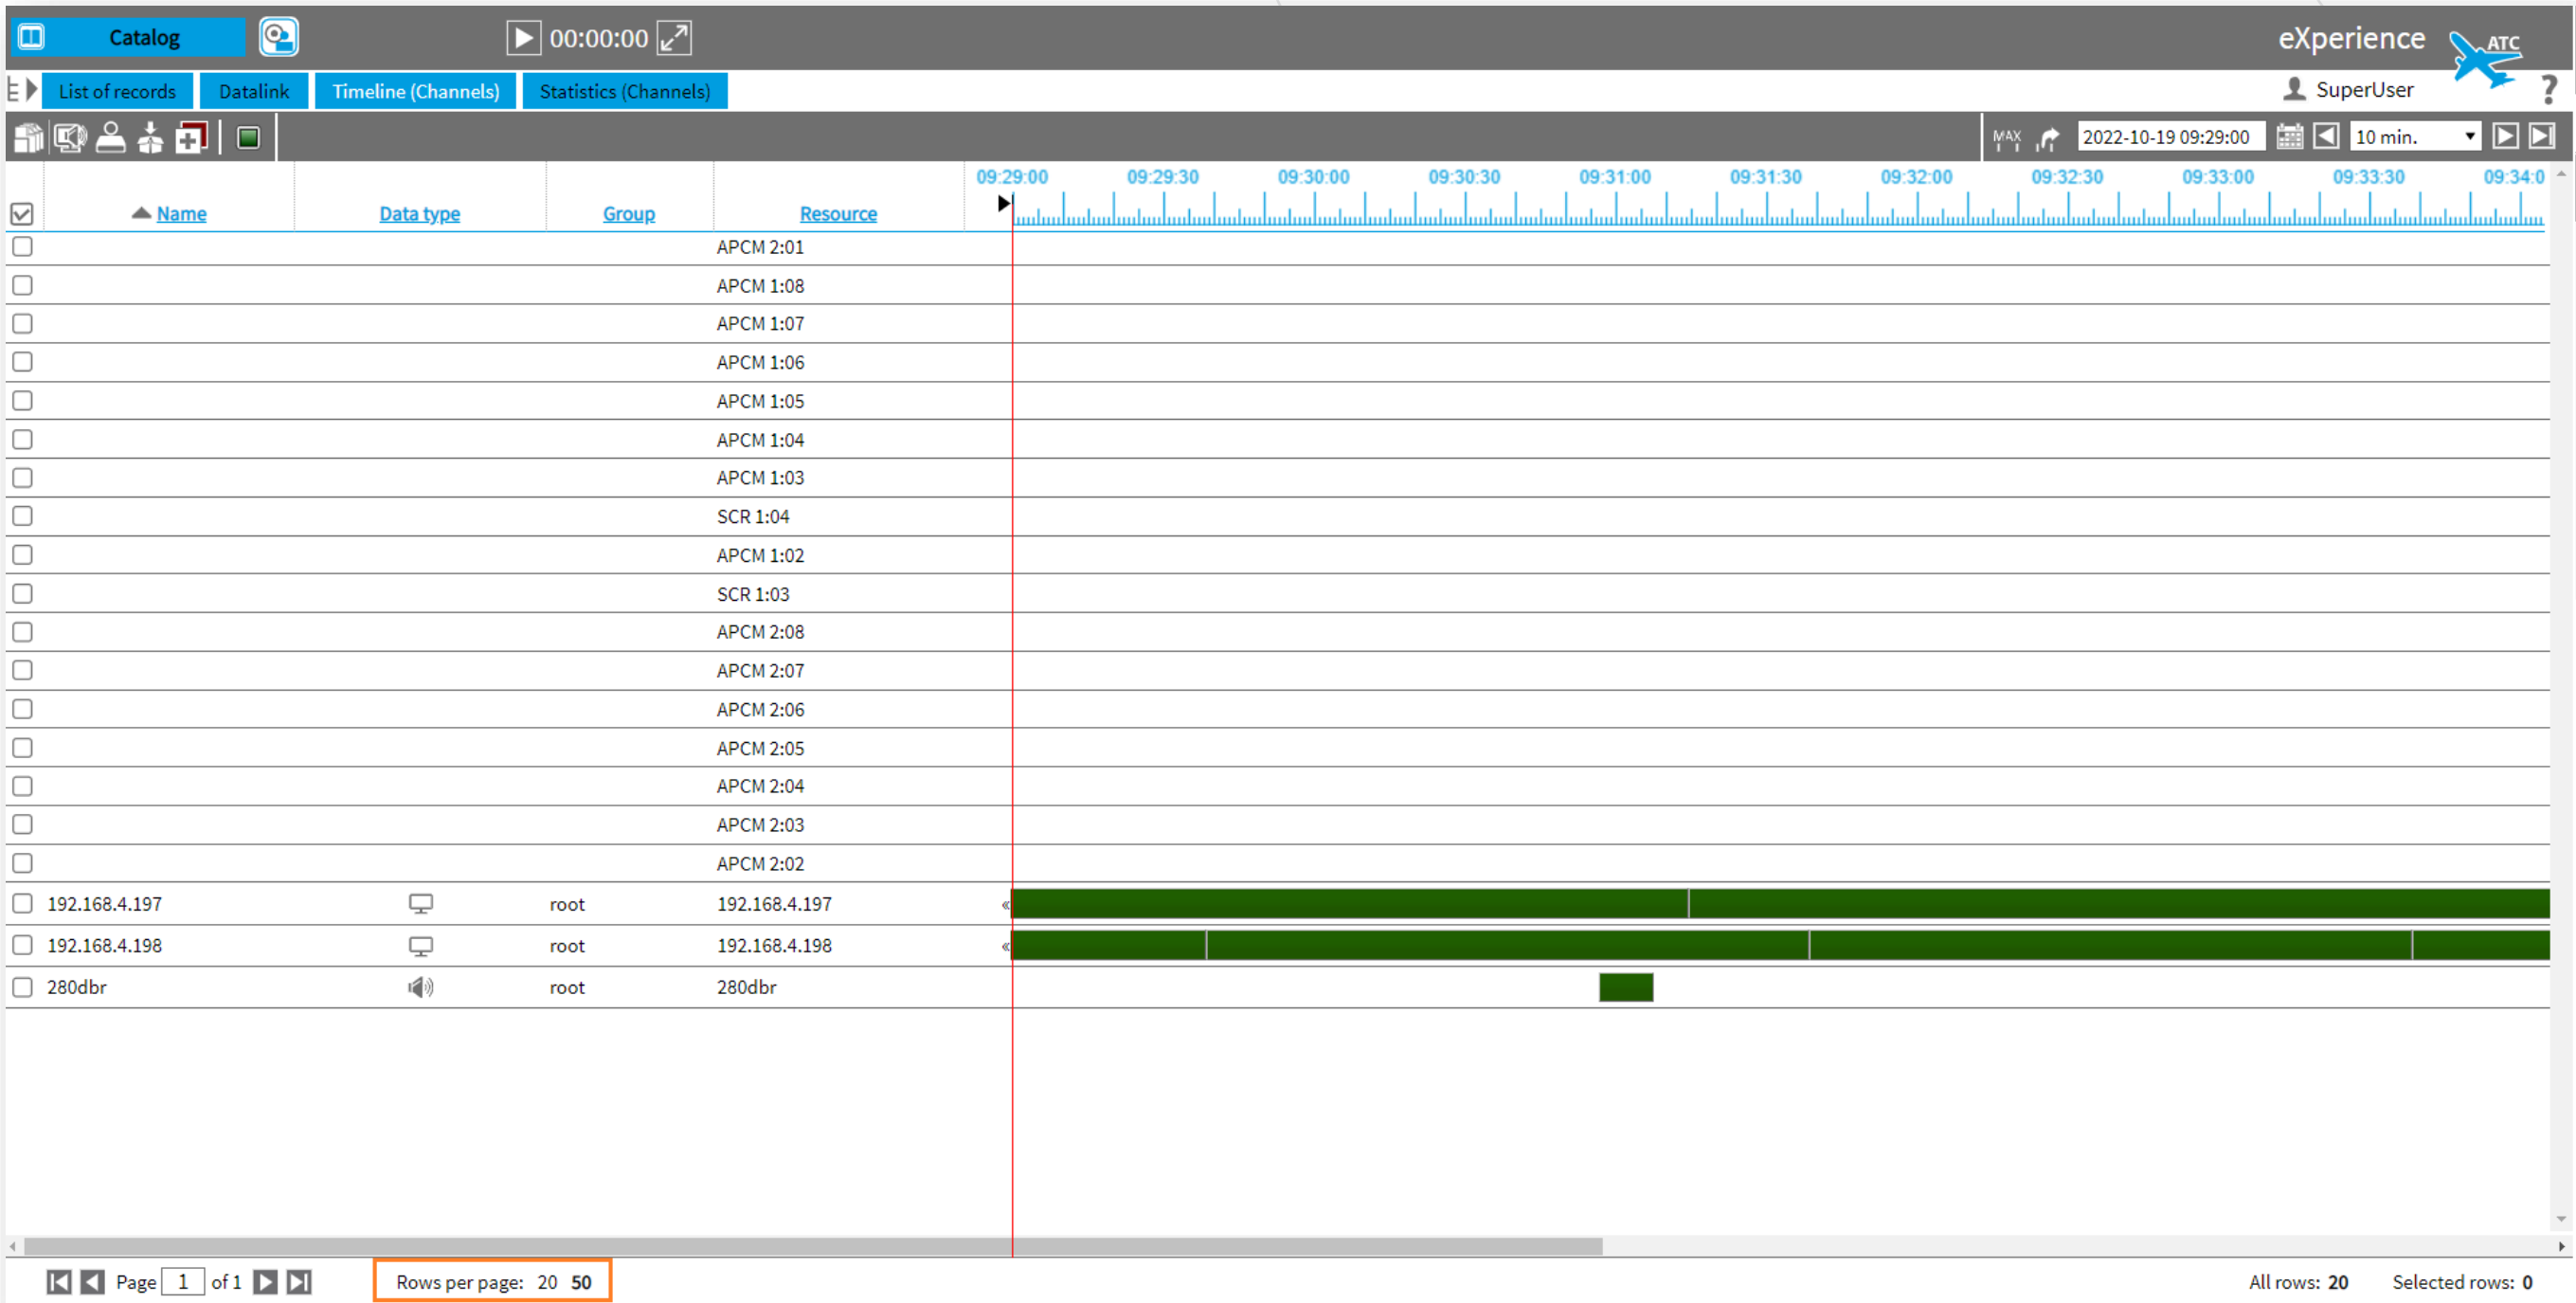 Catalog 00:00:00 eXperience ATC
List of records Datalink Timeline (Channels) Statistics (Channels) SuperUser ?
MAX 2022-10-19 09:29:00 10 min.
09:29:00 09:29:30 09:30:00 09:30:30 09:31:00 09:31:30 09:32:00 09:32:30 09:33:00 09:33:30 09:34:0
Name Data type Group Resource
APCM 2:01
APCM 1:08
APCM 1:07
APCM 1:06
APCM 1:05
APCM 1:04
APCM 1:03
SCR 1:04
APCM 1:02
SCR 1:03
APCM 2:08
APCM 2:07
APCM 2:06
APCM 2:05
APCM 2:04
APCM 2:03
APCM 2:02
192.168.4.197 root 192.168.4.197 «
192.168.4.198 root 192.168.4.198 «
280dbr root 280dbr
Page 1 of 1 Rows per page: 20 50 All rows: 20 Selected rows: 0